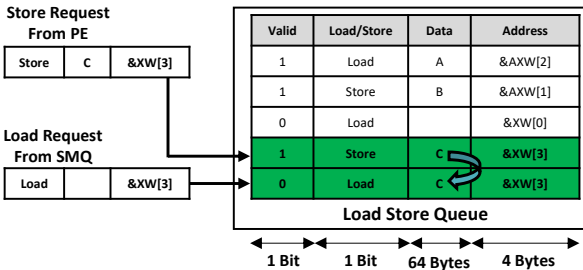 Store Request
From PE
Store C &XW[3]
Load Request
From SMQ
Load &XW[3]
Valid Load/Store Data Address
1 Load A &AXW[2]
1 Store B &AXW[1]
0 Load &XW[0]
1 Store C &XW[3]
0 Load C &XW[3]
Load Store Queue
1 Bit 1 Bit 64 Bytes 4 Bytes